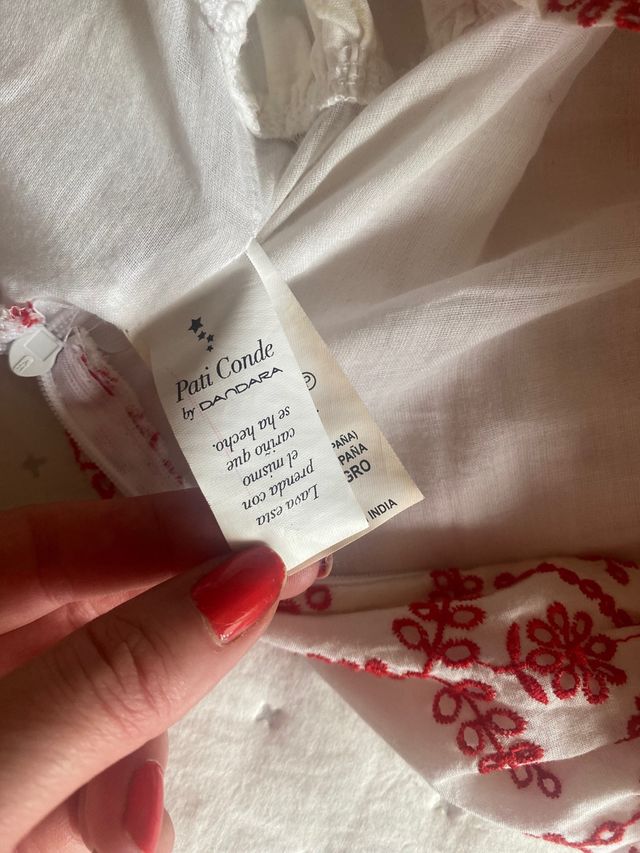 Pati Conde
by DANDARA
Lava esta
prenda con
el mismo
cariño que
se ha hecho.
PAÑA)
PAÑA
GRO
INDIA